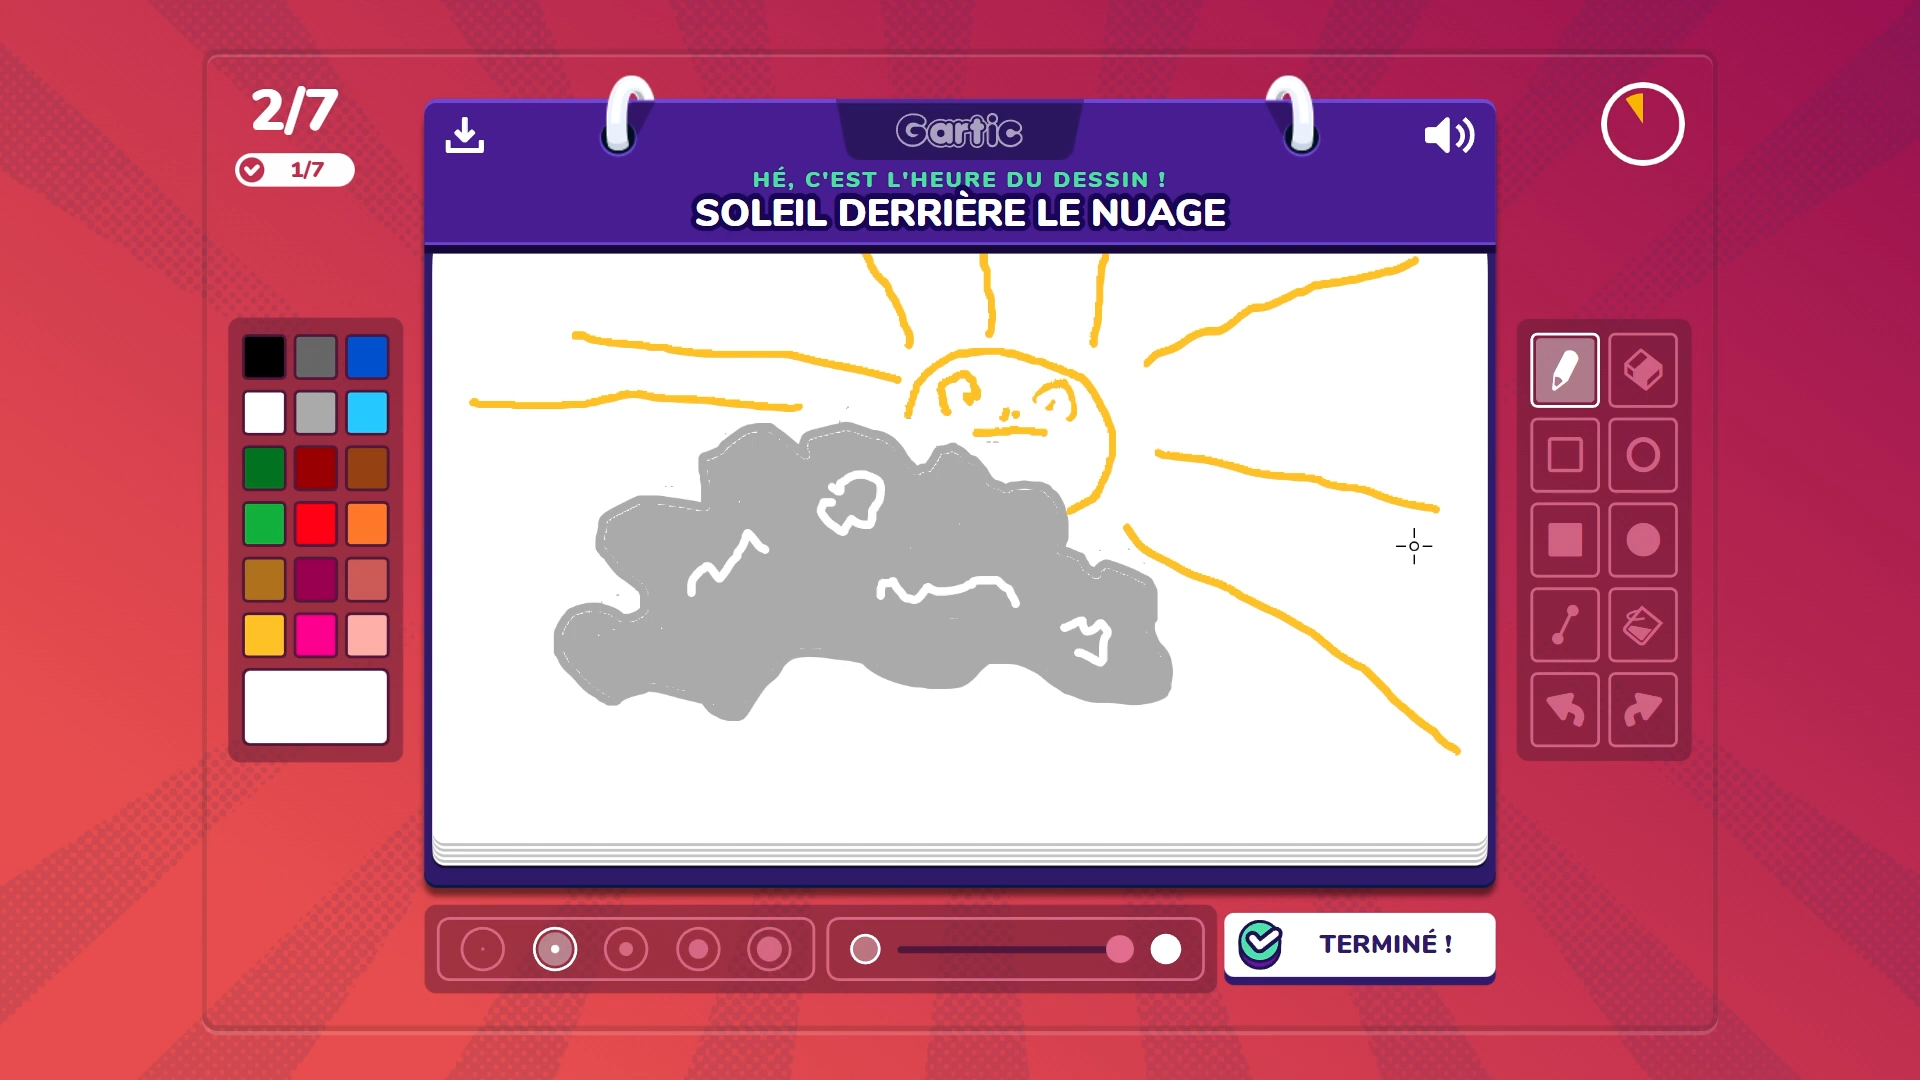 2/7
1/7
Gartic
HÉ, C'EST L'HEURE DU DESSIN !
SOLEIL DERRIÈRE LE NUAGE
TERMINÉ !